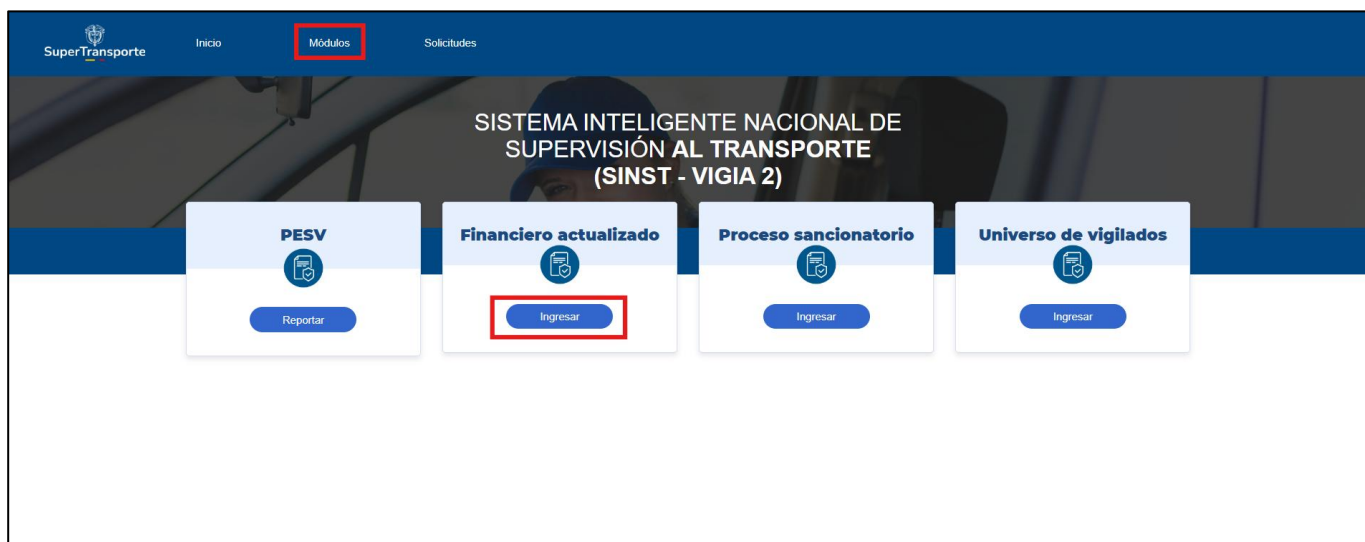 SuperTransporte
Inicio
Módulos
Solicitudes
SISTEMA INTELIGENTE NACIONAL DE
SUPERVISIÓN AL TRANSPORTE
(SINST - VIGIA 2)
PESV
Reportar
Financiero actualizado
Ingresar
Proceso sancionatorio
Ingresar
Universo de vigilados
Ingresar